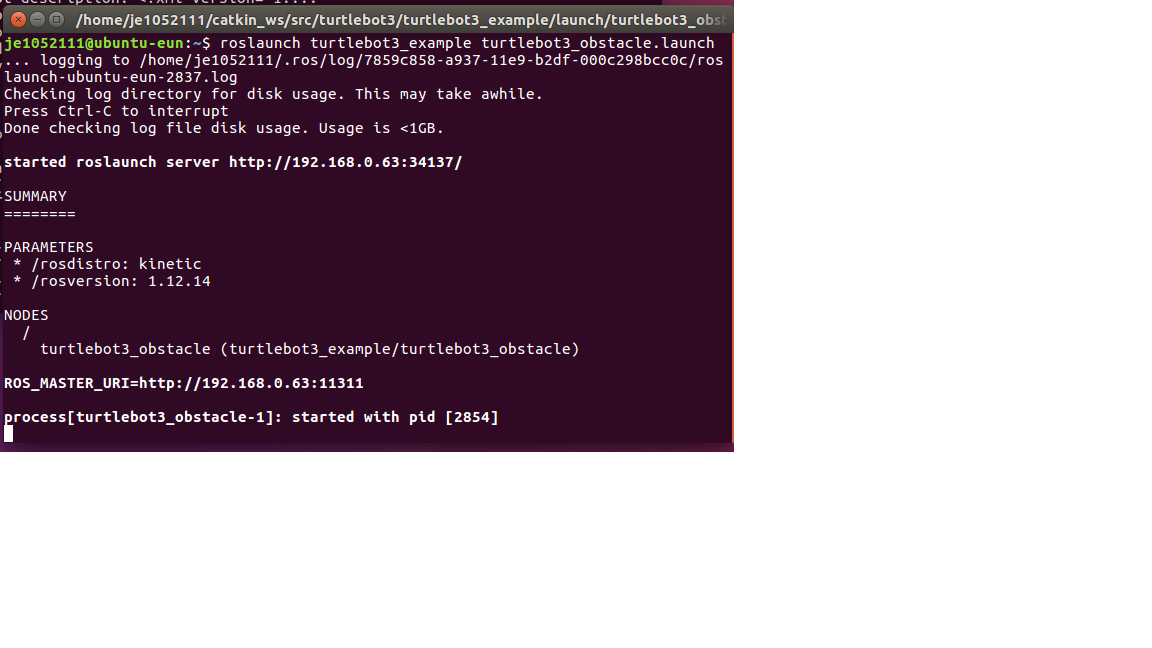 /home/je1052111/catkin_ws/src/turtlebot3/turtlebot3_example/launch/turtlebot3_obst
je1052111@ubuntu-eun:~$ roslaunch turtlebot3_example turtlebot3_obstacle.launch
... logging to /home/je1052111/.ros/log/7859c858-a937-11e9-b2df-000c298bcc0c/ros
launch-ubuntu-eun-2837.log
Checking log directory for disk usage. This may take awhile.
Press Ctrl-C to interrupt
Done checking log file disk usage. Usage is <1GB.
started roslaunch server http://192.168.0.63:34137/
SUMMARY
========
PARAMETERS
* /rosdistro: kinetic
* /rosversion: 1.12.14
NODES
/
turtlebot3_obstacle (turtlebot3_example/turtlebot3_obstacle)
ROS_MASTER_URI=http://192.168.0.63:11311
process[turtlebot3_obstacle-1]: started with pid [2854]